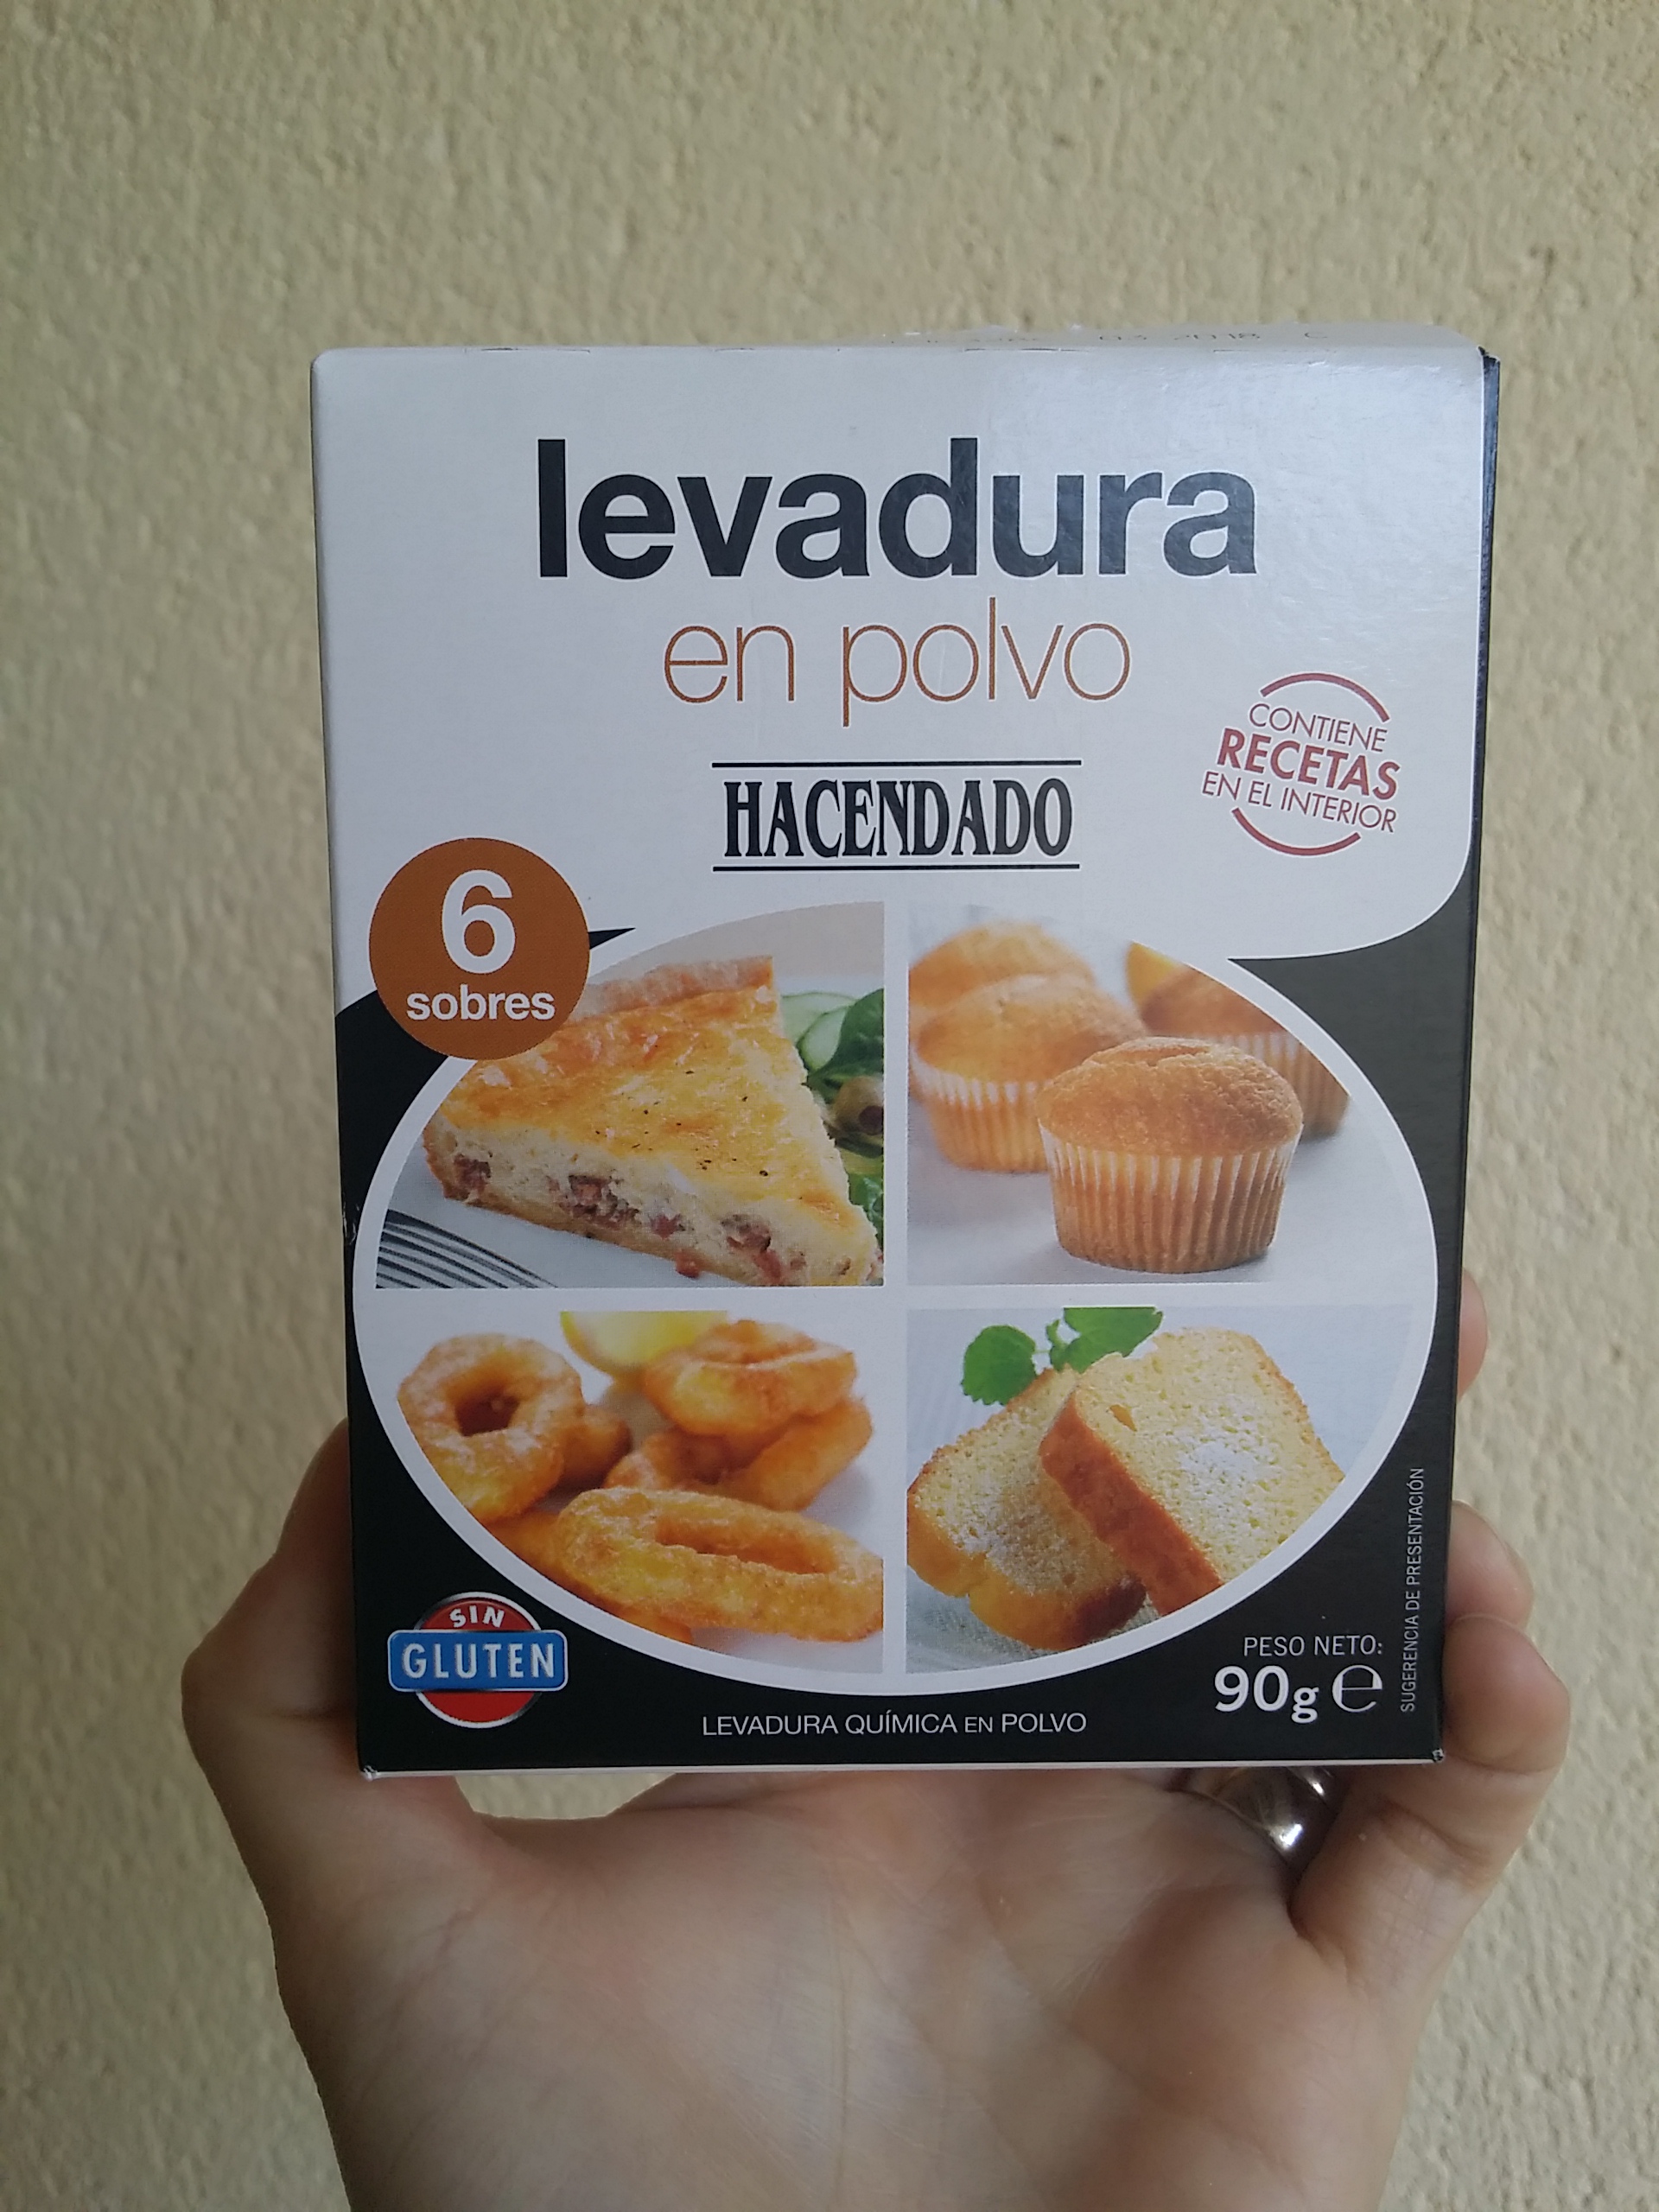 levadura
en polvo
HACENDADO
CONTIENE
RECETAS
EN EL INTERIOR
6
sobres
SIN
GLUTEN
LEVADURA QUÍMICA EN POLVO
PESO NETO:
90g e
SUGERENCIA DE PRESENTACIÓN